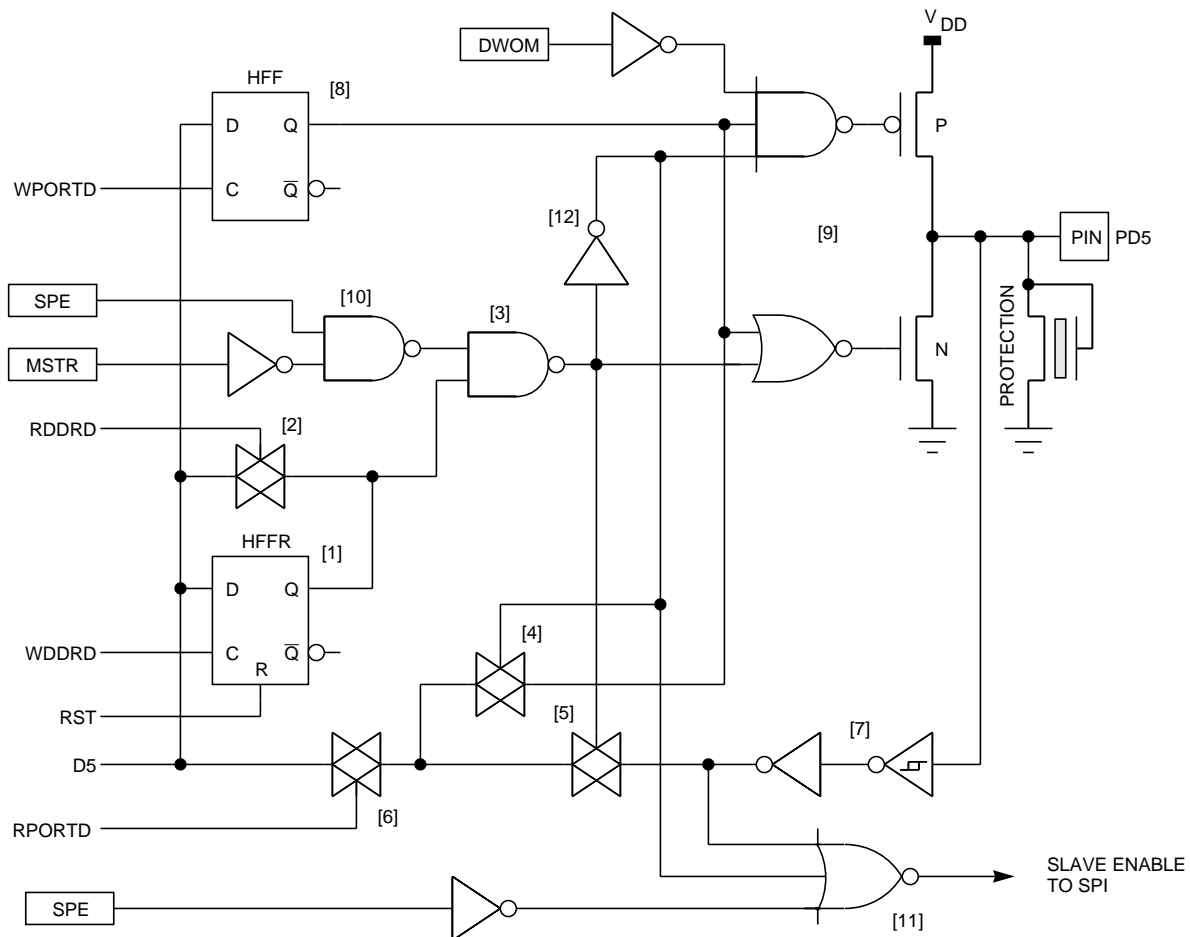 V DD
DWOM
HFF
[8]
D
Q
P
WPORTD
C
Q
[12]
[9]
PIN
PD5
SPE
[10]
[3]
MSTR
N
PROTECTION
RDDRD
[2]
HFFR
[1]
D
Q
WDDRD
C
Q
R
[4]
RST
[5]
[7]
D5
[6]
RPORTD
SLAVE ENABLE
TO SPI
SPE
[11]